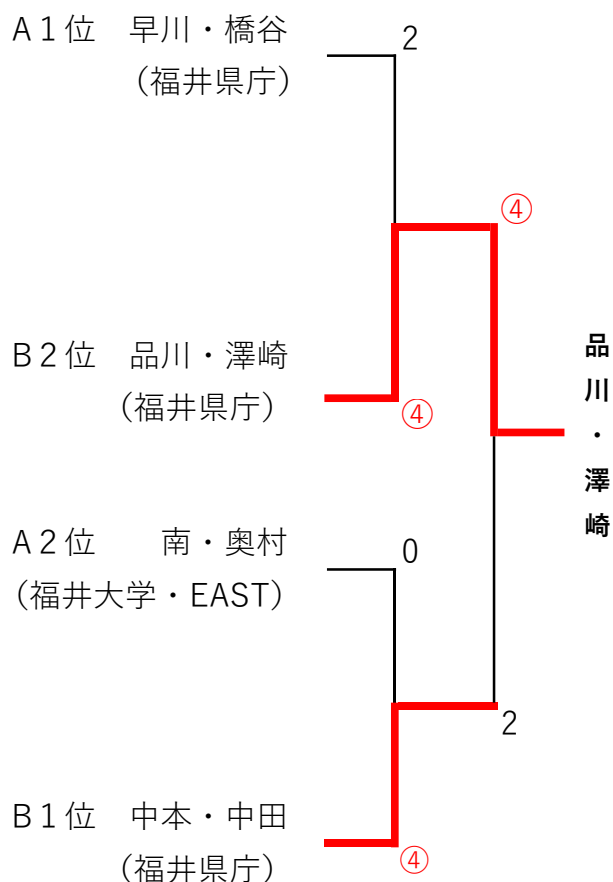 A1位　早川・橋谷
2
(福井県庁)
④
B2位　品川・澤崎
(福井県庁)
④
品川・澤崎
A2位　　南・奥村
0
(福井大学・EAST)
2
B1位　中本・中田
(福井県庁)
④